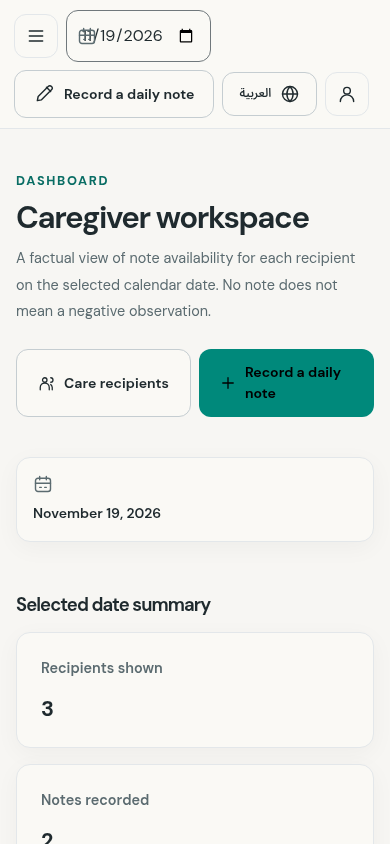 11/19/2026
Record a daily note
العربية
DASHBOARD
Caregiver workspace
A factual view of note availability for each recipient
on the selected calendar date. No note does not
mean a negative observation.
Care recipients
Record a daily
note
November 19, 2026
Selected date summary
Recipients shown
3
Notes recorded
2